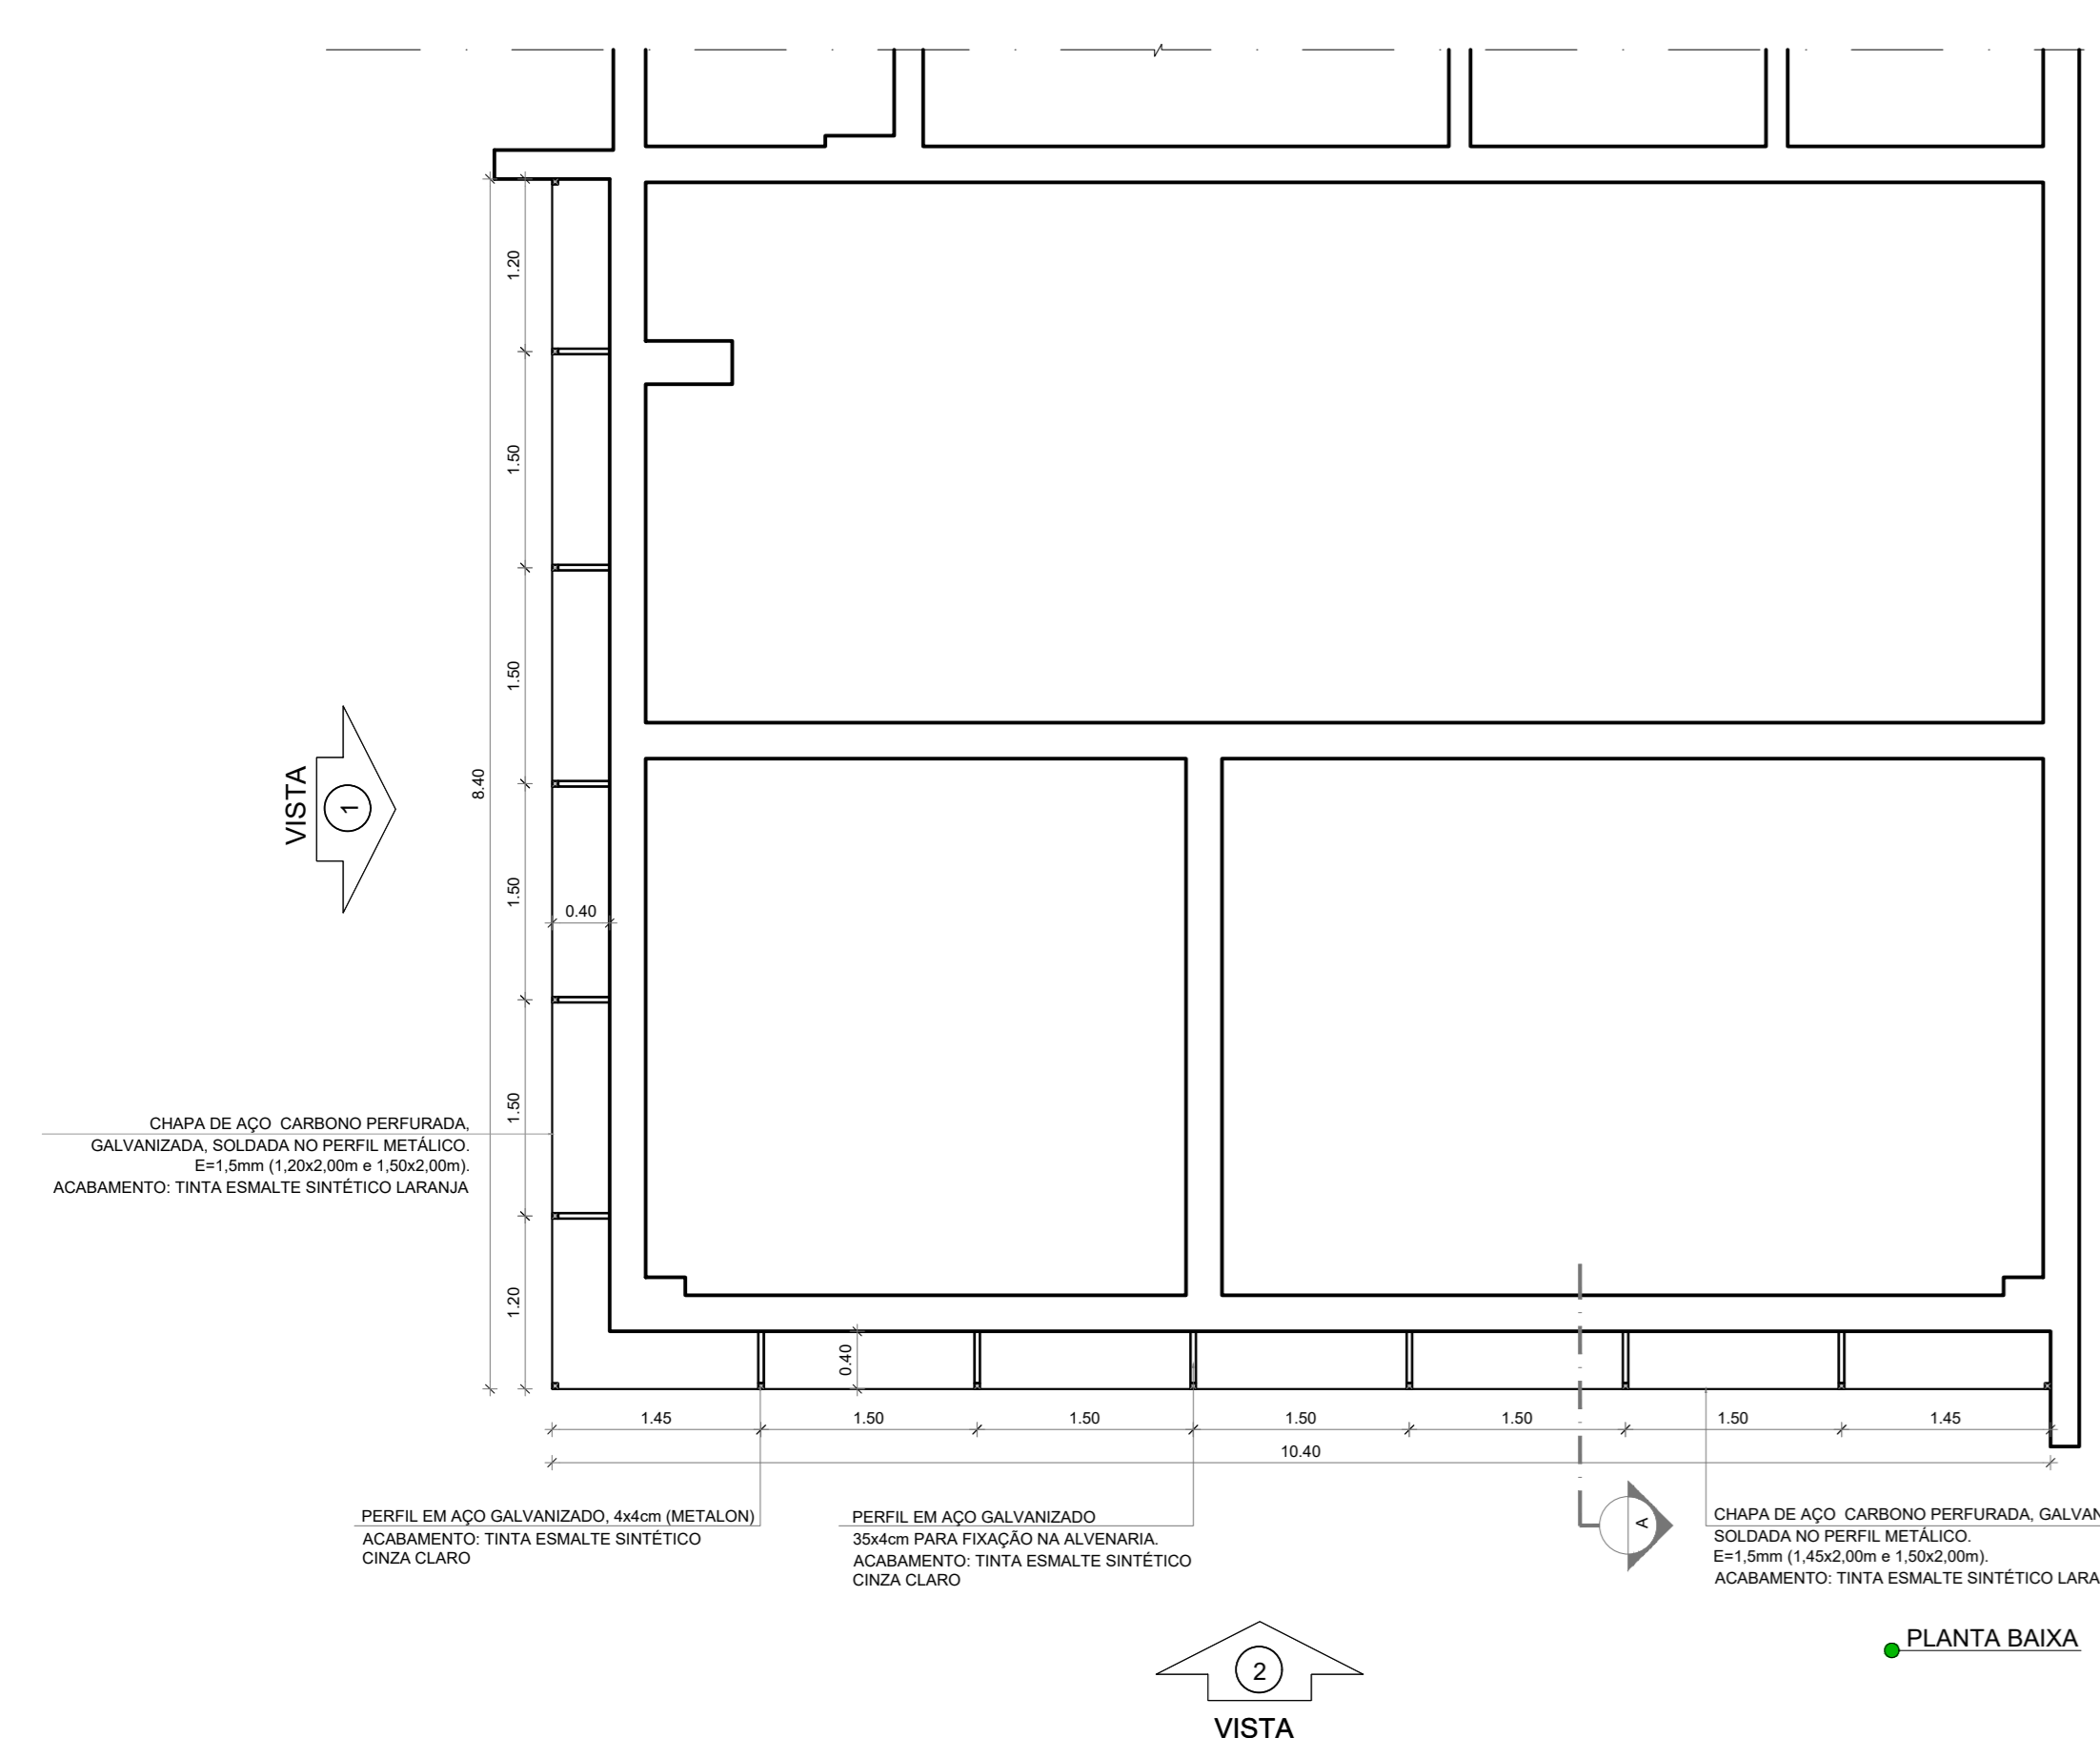 1.20
1.50
1.50
1.50
1.50
1.20
8.40
0.40
VISTA
1
CHAPA DE AÇO CARBONO PERFURADA,
GALVANIZADA, SOLDADA NO PERFIL METÁLICO.
E=1,5mm (1,20x2,00m e 1,50x2,00m).
ACABAMENTO: TINTA ESMALTE SINTÉTICO LARANJA
0.40
1.45
1.50
1.50
1.50
1.50
1.50
1.45
10.40
PERFIL EM AÇO GALVANIZADO, 4x4cm (METALON)
ACABAMENTO: TINTA ESMALTE SINTÉTICO
CINZA CLARO
PERFIL EM AÇO GALVANIZADO
35x4cm PARA FIXAÇÃO NA ALVENARIA.
ACABAMENTO: TINTA ESMALTE SINTÉTICO
CINZA CLARO
A
CHAPA DE AÇO CARBONO PERFURADA, GALVAN
SOLDADA NO PERFIL METÁLICO.
E=1,5mm (1,45x2,00m e 1,50x2,00m).
ACABAMENTO: TINTA ESMALTE SINTÉTICO LARA
PLANTA BAIXA
2
VISTA